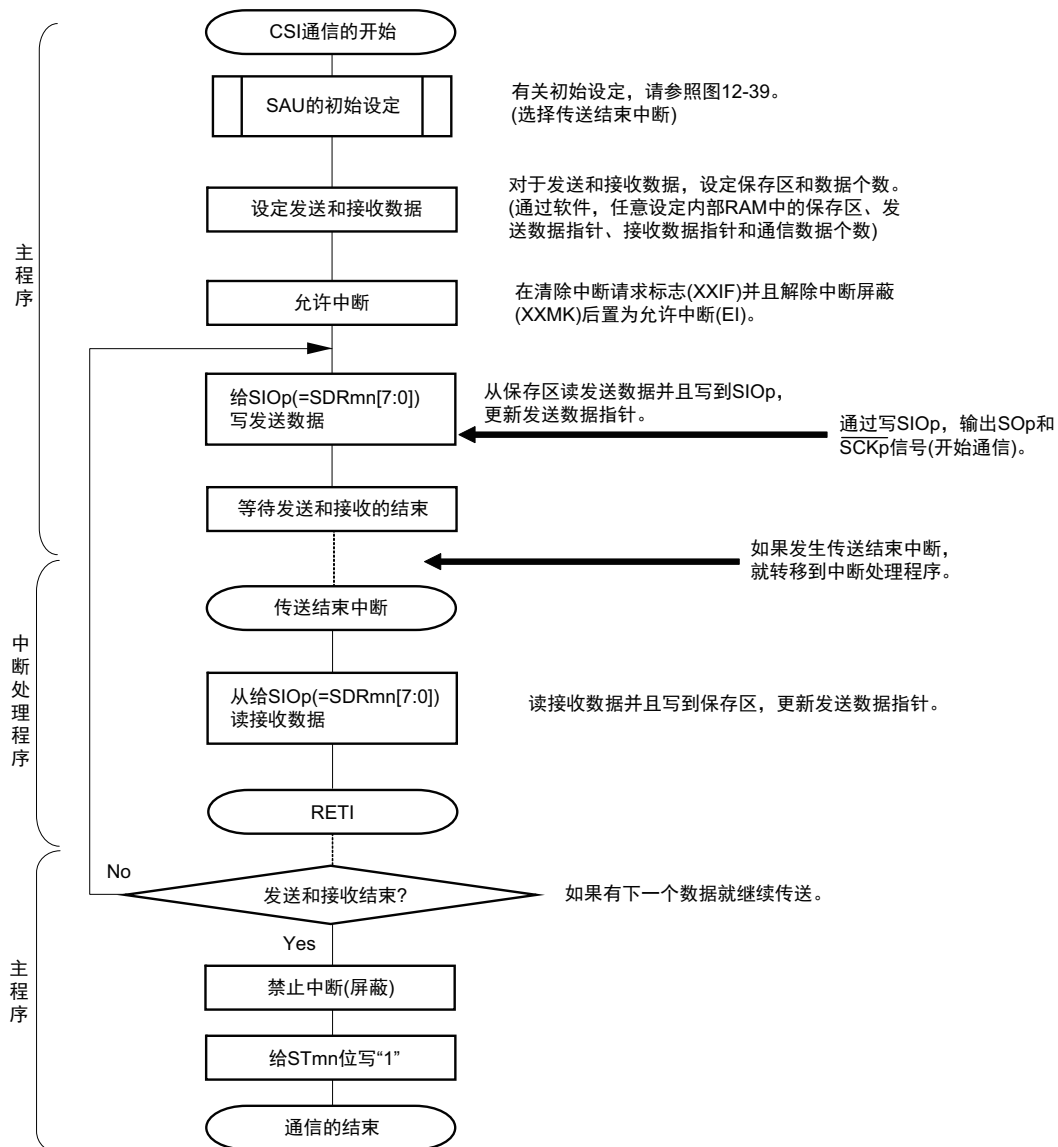 CSI通信的开始
SAU的初始设定
有关初始设定，请参照图12-39。
(选择传送结束中断)
设定发送和接收数据
对于发送和接收数据，设定保存区和数据个数。
(通过软件，任意设定内部RAM中的保存区、发
送数据指针、接收数据指针和通信数据个数)
主程序
允许中断
在清除中断请求标志(XXIF)并且解除中断屏蔽
(XXMK)后置为允许中断(EI)。
给SIOp(=SDRmn[7:0])
写发送数据
从保存区读发送数据并且写到SIOp，
更新发送数据指针。
通过写SIOp，输出SOp和
SCKp信号(开始通信)。
等待发送和接收的结束
如果发生传送结束中断，
就转移到中断处理程序。
传送结束中断
中断处理程序
从给SIOp(=SDRmn[7:0])
读接收数据
读接收数据并且写到保存区，更新发送数据指针。
RETI
No
发送和接收结束?
如果有下一个数据就继续传送。
Yes
主程序
禁止中断(屏蔽)
给STmn位写“1”
通信的结束